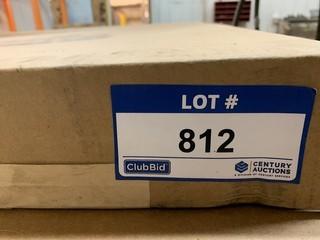 LOT #
812
ClubBid
CENTURY
AUCTIONS